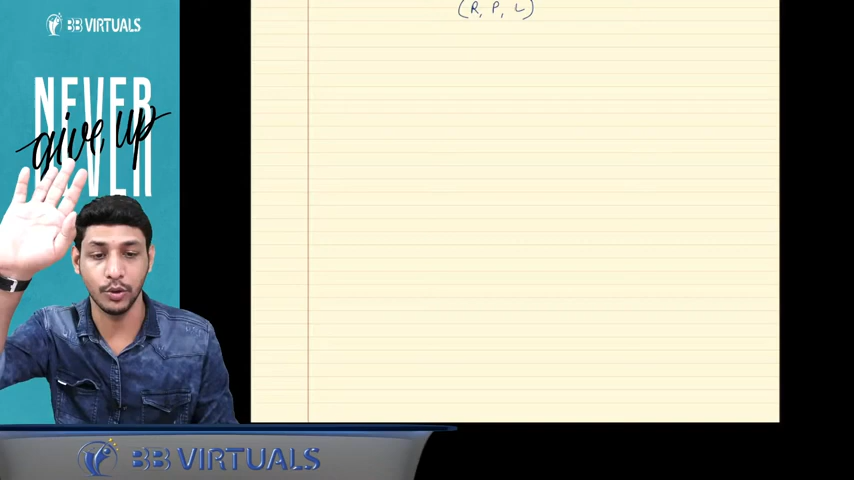 BB VIRTUALS
(R, P, L)
NEVER
give up
NEVER
BB VIRTUALS